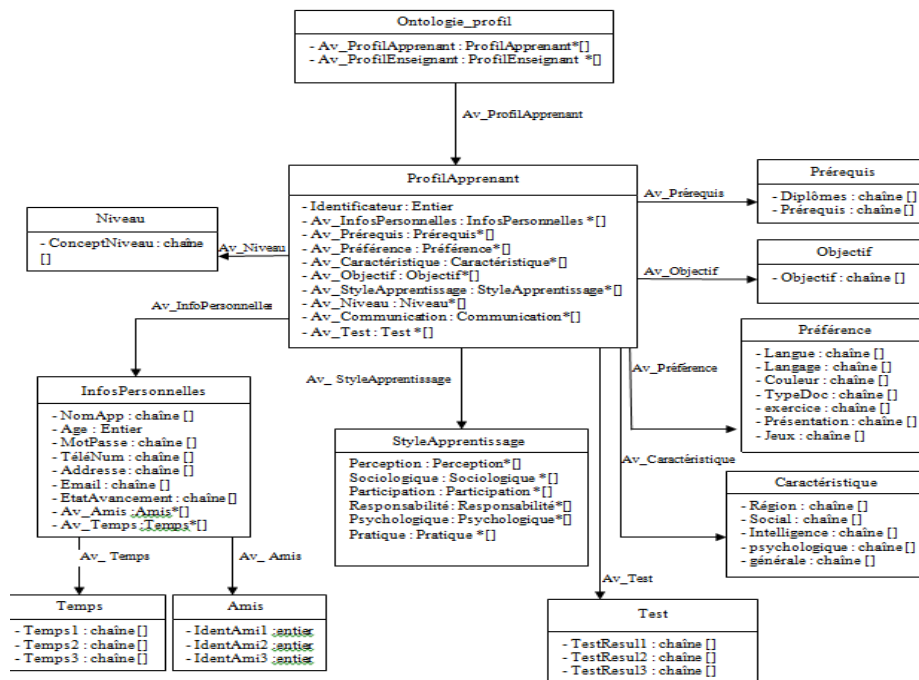 Ontologie_profil
- Av_ProfilApprenant : ProfilApprenant*[]
- Av_ProfilEnseignant : ProfilEnseignant *[]
Av_ProfilApprenant
ProfilApprenant
- Identificateur : Entier
- Av_InfosPersonnelles : InfosPersonnelles *[]
- Av_Prérequis : Prérequis*[]
- Av_Préférence : Préférence*[]
- Av_Caractéristique : Caractéristique*[]
- Av_Objectif : Objectif*[]
- Av_StyleApprentissage : StyleApprentissage*[]
- Av_Niveau : Niveau*[]
- Av_Communication : Communication*[]
- Av_Test : Test *[]
Av_Prérequis
Prérequis
- Diplômes : chaîne []
- Prérequis : chaîne []
Niveau
- ConceptNiveau : chaîne
[]
Av_Niveau
Av_Objectif
Objectif
- Objectif : chaîne []
Av_InfoPersonnelles
InfosPersonnelles
- NomApp : chaîne []
- Age : Entier
- MotPasse : chaîne []
- TéléNum : chaîne []
- Addresse : chaîne []
- Email : chaîne []
- EtatAvancement : chaîne[]
- Av_Amis : Amis*[]
- Av_Temps :Temps*[]
Av_ StyleApprentissage
StyleApprentissage
Perception : Perception*[]
Sociologique : Sociologique *[]
Participation : Participation *[]
Responsabilité : Responsabilité*[]
Psychologique : Psychologique*[]
Pratique : Pratique *[]
Av_Préférence
Préférence
- Langue : chaîne []
- Langage : chaîne []
- Couleur : chaîne []
- TypeDoc : chaîne []
- exercice : chaîne []
- Présentation : chaîne []
- Jeux : chaîne []
Av_Caractéristique
Caractéristique
- Région : chaîne []
- Social : chaîne []
- Intelligence : chaîne []
- psychologique : chaîne []
- générale : chaîne []
Av_ Temps
Av_ Amis
Av_Test
Temps
- Temps1 : chaîne []
- Temps2 : chaîne []
- Temps3 : chaîne []
Amis
- IdentAmi1 :entier
- IdentAmi2 :entier
- IdentAmi3 :entier
Test
- TestResul1 : chaîne []
- TestResul2 : chaîne []
- TestResul3 : chaîne []